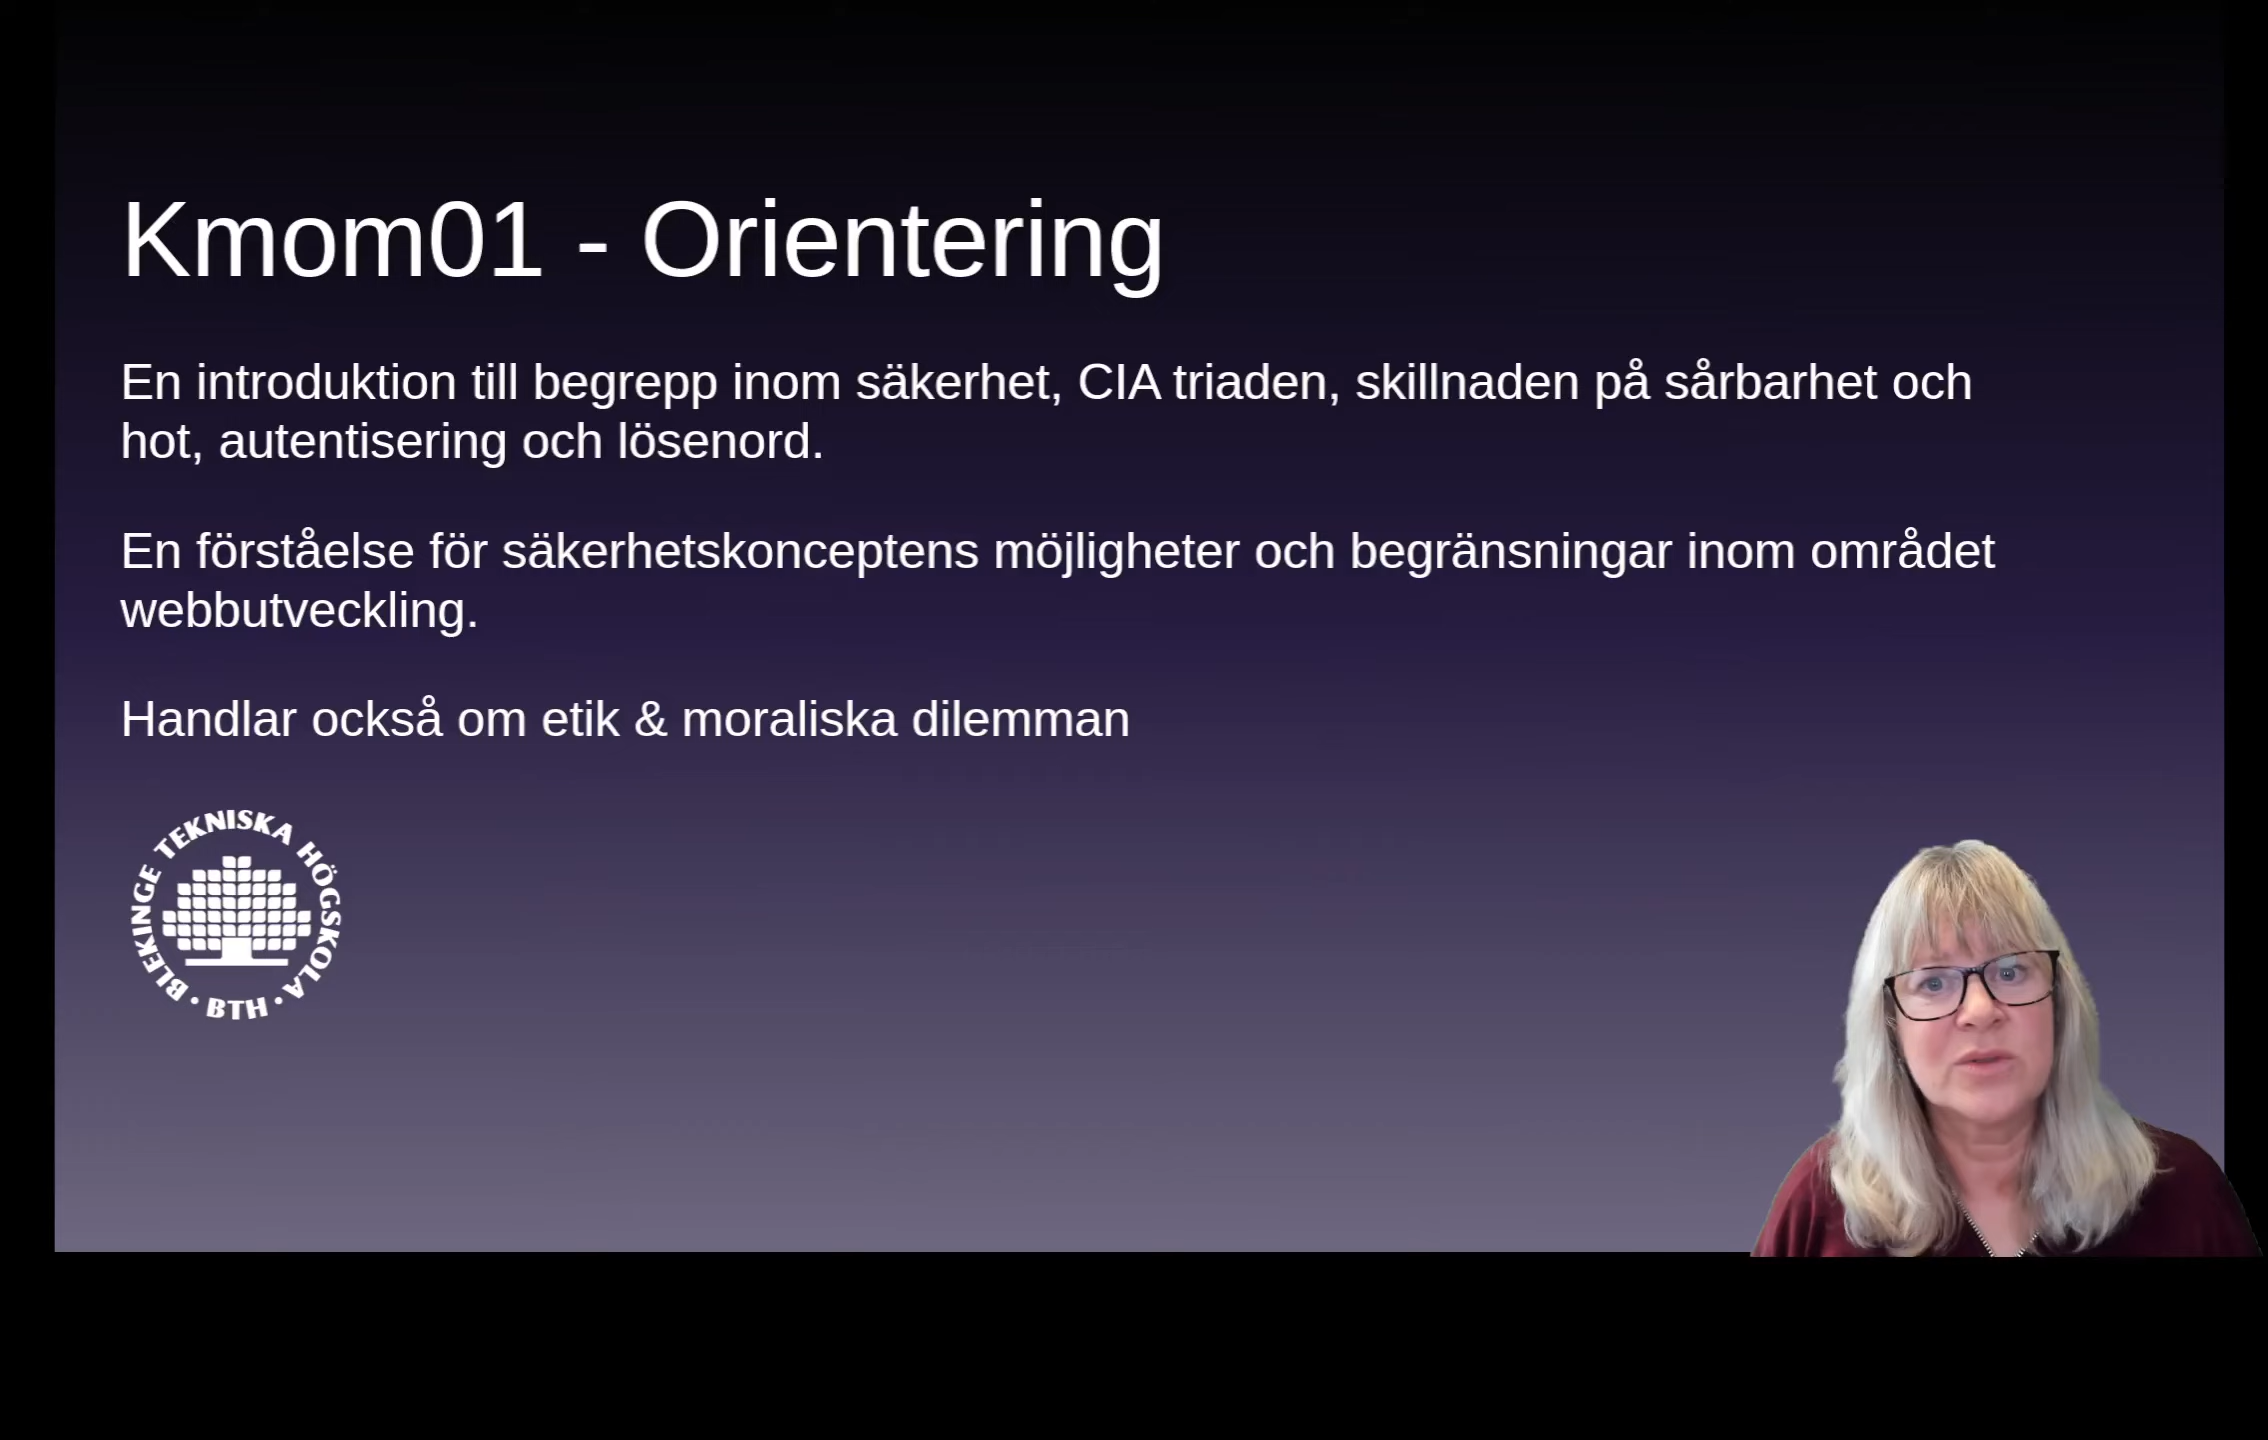 Kmom01 - Orientering
En introduktion till begrepp inom säkerhet, CIA triaden, skillnaden på sårbarhet och
hot, autentisering och lösenord.
En förståelse för säkerhetskonceptens möjligheter och begränsningar inom området
webbutveckling.
Handlar också om etik & moraliska dilemman
BLEKINGE TEKNISKA HÖGSKOLA
· BTH ·